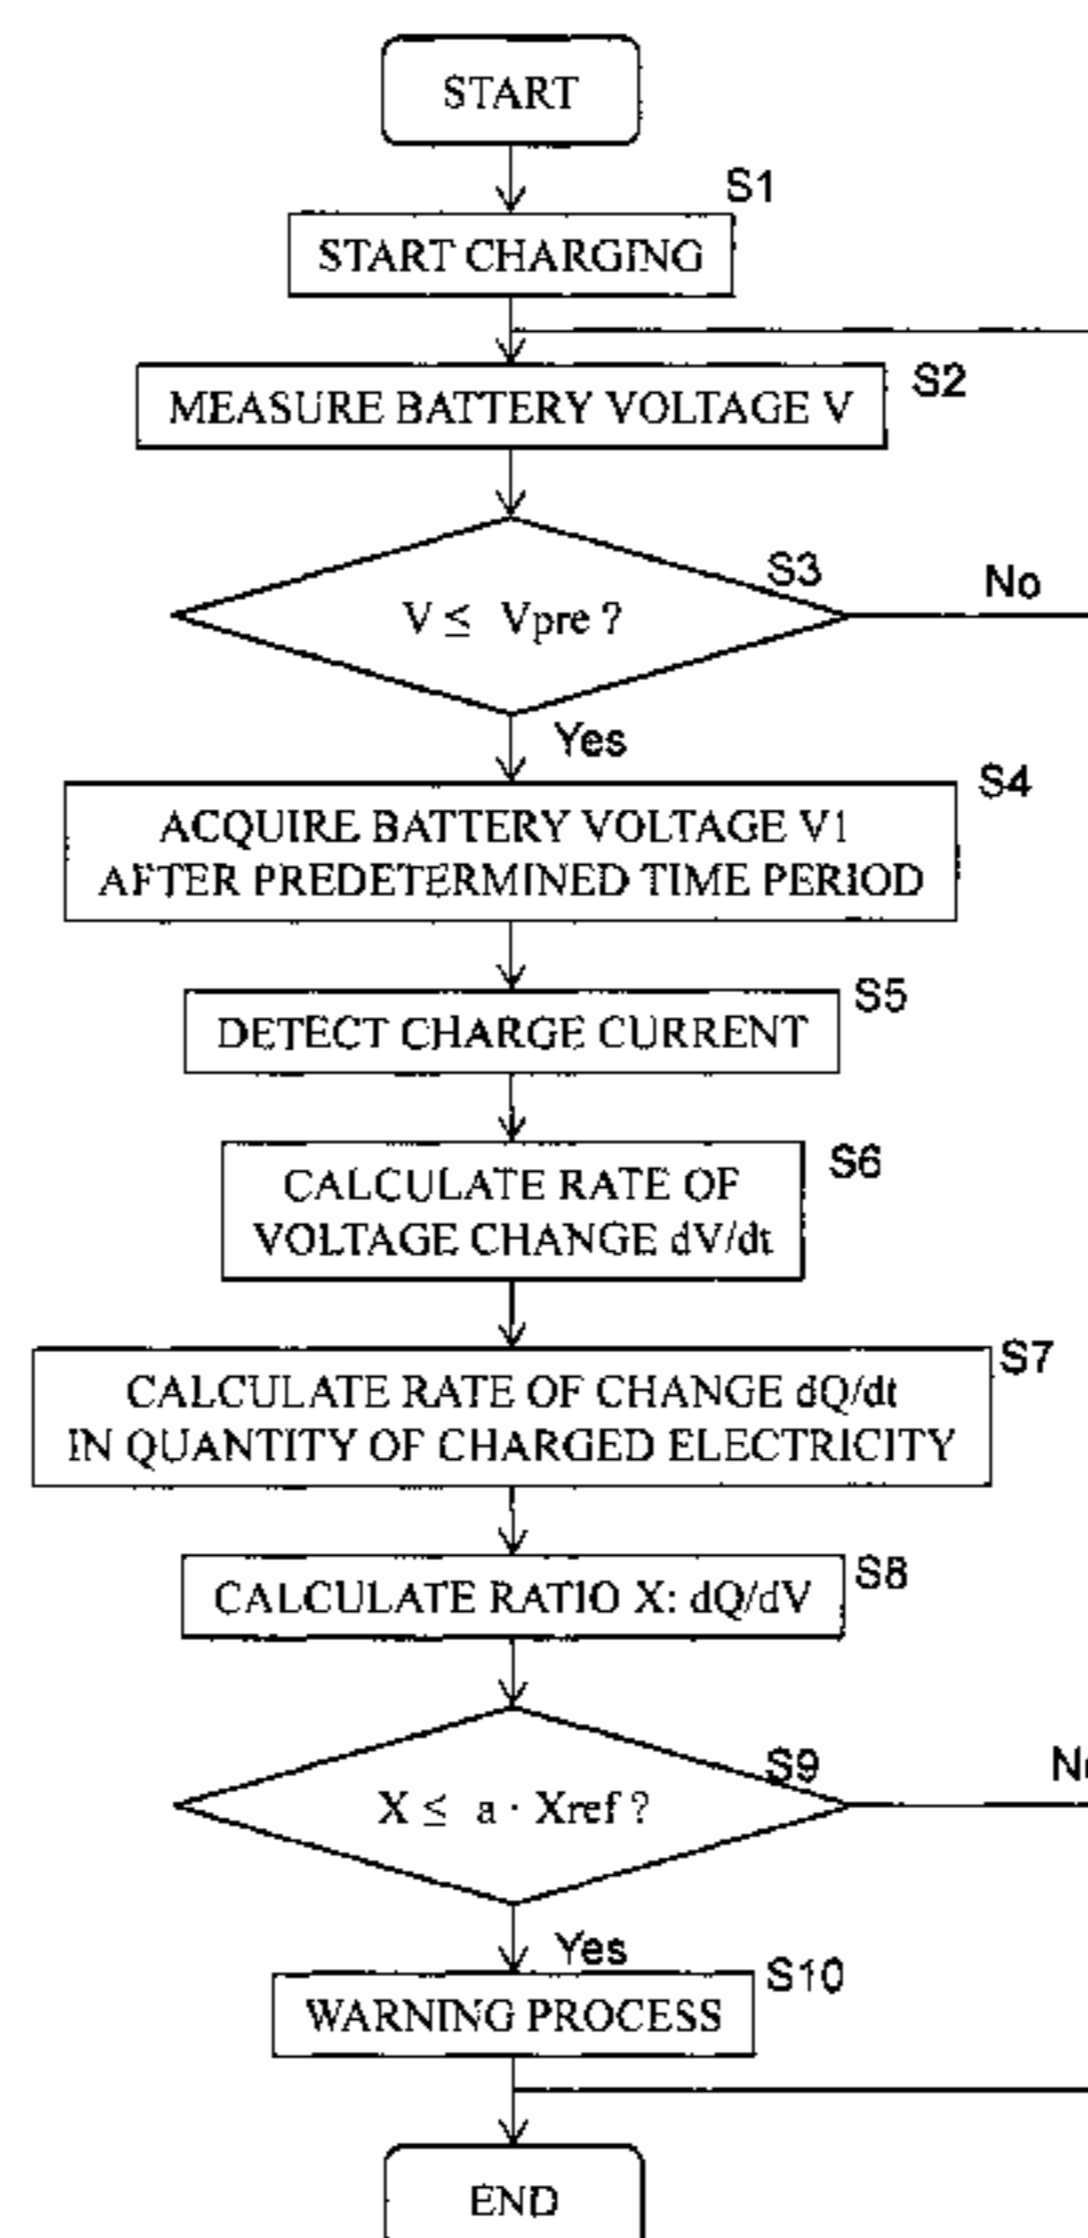 START
S1
START CHARGING
S2
MEASURE BATTERY VOLTAGE V
S3
No
V ≤ Vpre ?
Yes
S4
ACQUIRE BATTERY VOLTAGE V1
AFTER PREDETERMINED TIME PERIOD
S5
DETECT CHARGE CURRENT
S6
CALCULATE RATE OF
VOLTAGE CHANGE dV/dt
S7
CALCULATE RATE OF CHANGE dQ/dt
IN QUANTITY OF CHARGED ELECTRICITY
S8
CALCULATE RATIO X: dQ/dV
S9
X ≤ a · Xref ?
Yes
S10
WARNING PROCESS
END